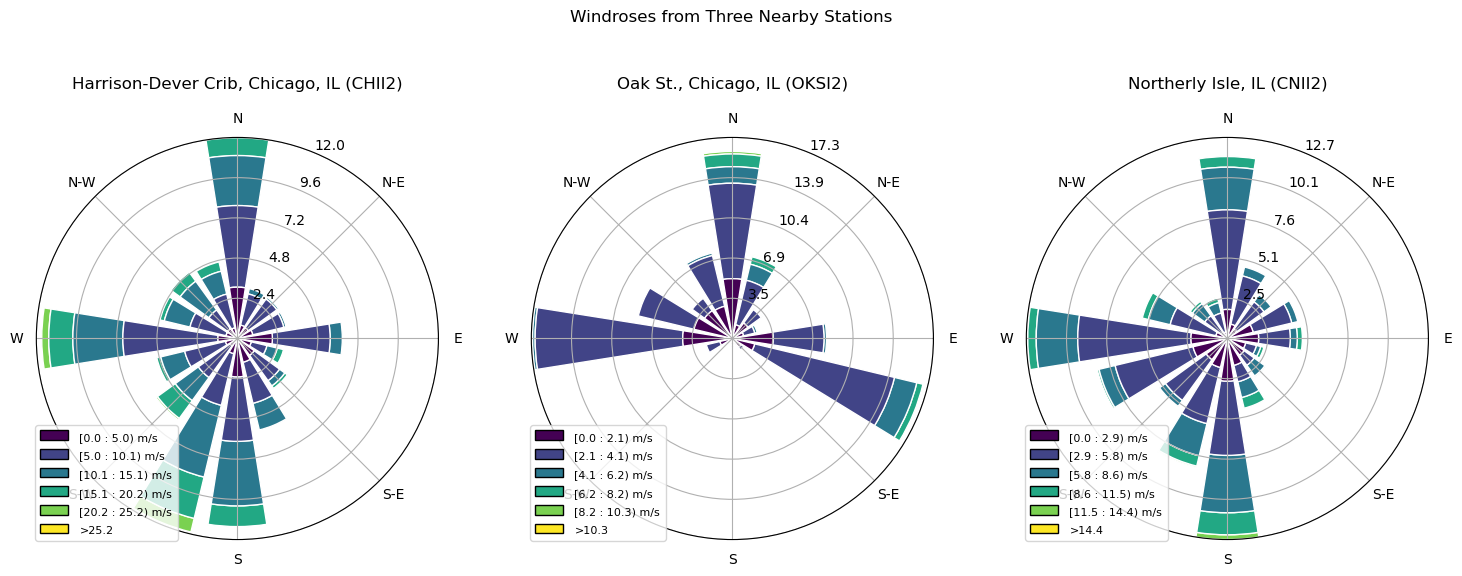 Windroses from Three Nearby Stations
Harrison-Dever Crib, Chicago, IL (CHII2)
N
N-E
E
S-E
S
W
N-W
2.4
4.8
7.2
9.6
12.0
[0.0 : 5.0) m/s
[5.0 : 10.1) m/s
[10.1 : 15.1) m/s
[15.1 : 20.2) m/s
[20.2 : 25.2) m/s
>25.2
Oak St., Chicago, IL (OKSI2)
N
N-E
E
S-E
S
W
N-W
3.5
6.9
10.4
13.9
17.3
[0.0 : 2.1) m/s
[2.1 : 4.1) m/s
[4.1 : 6.2) m/s
[6.2 : 8.2) m/s
[8.2 : 10.3) m/s
>10.3
Northerly Isle, IL (CNII2)
N
N-E
E
S-E
S
W
N-W
2.5
5.1
7.6
10.1
12.7
[0.0 : 2.9) m/s
[2.9 : 5.8) m/s
[5.8 : 8.6) m/s
[8.6 : 11.5) m/s
[11.5 : 14.4) m/s
>14.4